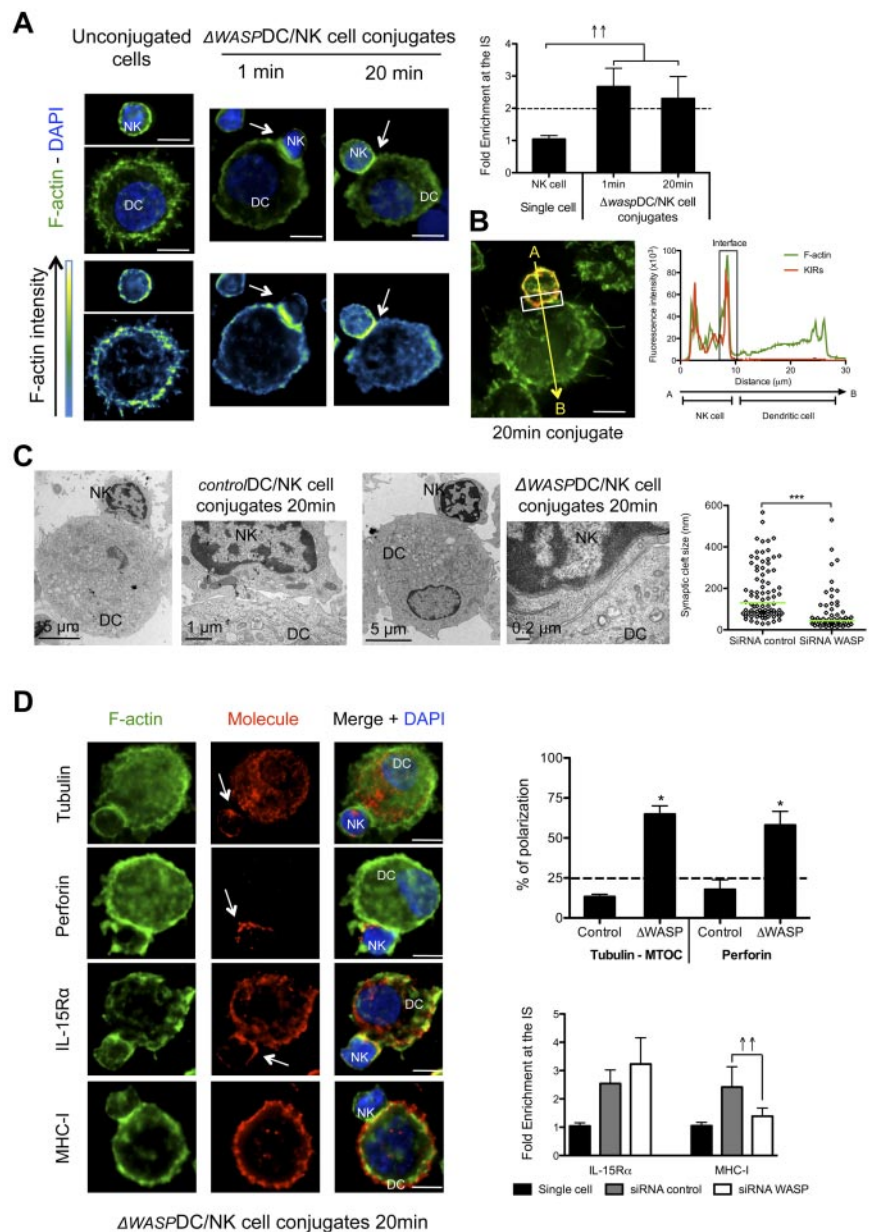 A
Unconjugated
cells
ΔWASPDC/NK cell conjugates
1 min
20 min
F-actin - DAPI
NK
DC
NK
DC
NK
DC
F-actin intensity
Fold Enrichment at the IS
5
4
3
2
1
0
NK cell
1min
20min
Single cell
ΔwaspDC/NK cell
conjugates
B
A
B
20min conjugate
Fluorescence intensity (x10³)
100
80
60
40
20
0
Interface
F-actin
KIRs
0
10
20
30
Distance (μm)
A
B
NK cell
Dendritic cell
C
NK
DC
5 μm
controlDC/NK cell
conjugates 20min
NK
1 μm
DC
NK
DC
5 μm
ΔWASPDC/NK cell
conjugates 20min
NK
0.2 μm
DC
Synaptic cleft size (nm)
600
400
200
0
***
SiRNA control
SiRNA WASP
D
F-actin
Molecule
Merge + DAPI
Tubulin
DC
NK
Perforin
DC
NK
IL-15Rα
DC
NK
MHC-I
NK
DC
ΔWASPDC/NK cell conjugates 20min
% of polarization
100
75
50
25
0
*
*
Control
ΔWASP
Control
ΔWASP
Tubulin - MTOC
Perforin
Fold Enrichment at the IS
5
4
3
2
1
0
IL-15Rα
MHC-I
Single cell
siRNA control
siRNA WASP